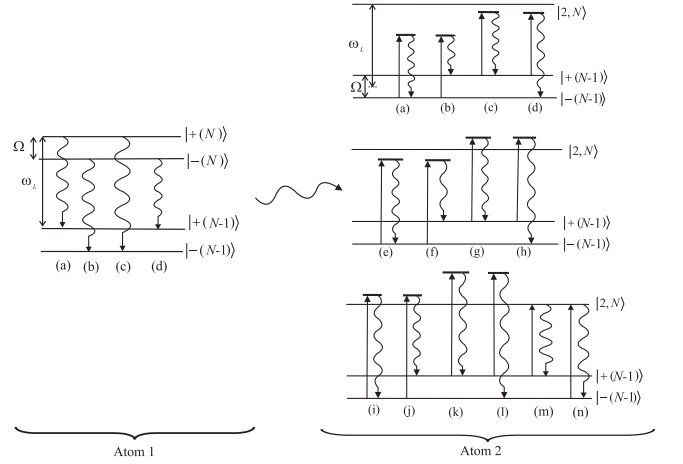 |2, N⟩
ω_L
Ω
|+(N-1)⟩
|−(N-1)⟩
(a) (b) (c) (d)
|+(N)⟩
Ω
|−(N)⟩
ω_L
|+(N-1)⟩
|−(N-1)⟩
(a) (b) (c) (d)
|2, N⟩
|+(N-1)⟩
|−(N-1)⟩
(e) (f) (g) (h)
|2, N⟩
|+(N-1)⟩
|−(N-1)⟩
(i) (j) (k) (l) (m) (n)
Atom 1
Atom 2